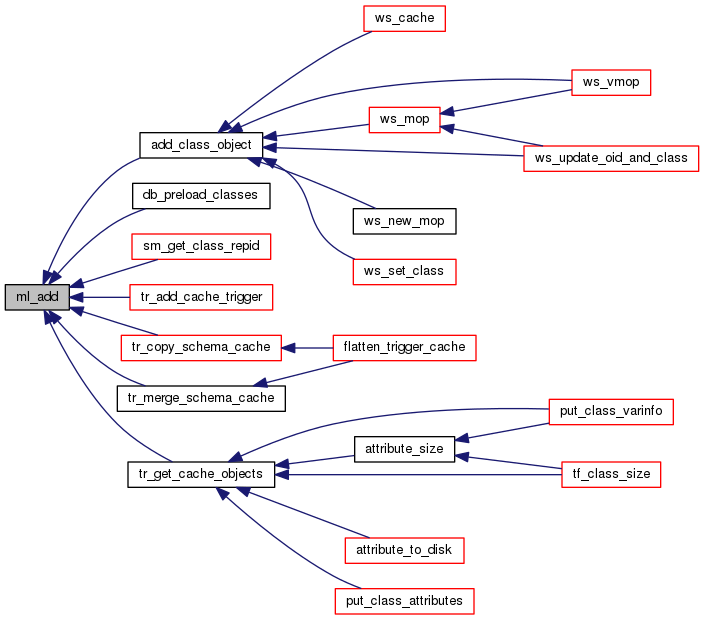 ws_cache
ws_vmop
ws_mop
add_class_object
ws_update_oid_and_class
db_preload_classes
ws_new_mop
sm_get_class_repid
ws_set_class
ml_add
tr_add_cache_trigger
tr_copy_schema_cache
flatten_trigger_cache
tr_merge_schema_cache
put_class_varinfo
attribute_size
tr_get_cache_objects
tf_class_size
attribute_to_disk
put_class_attributes